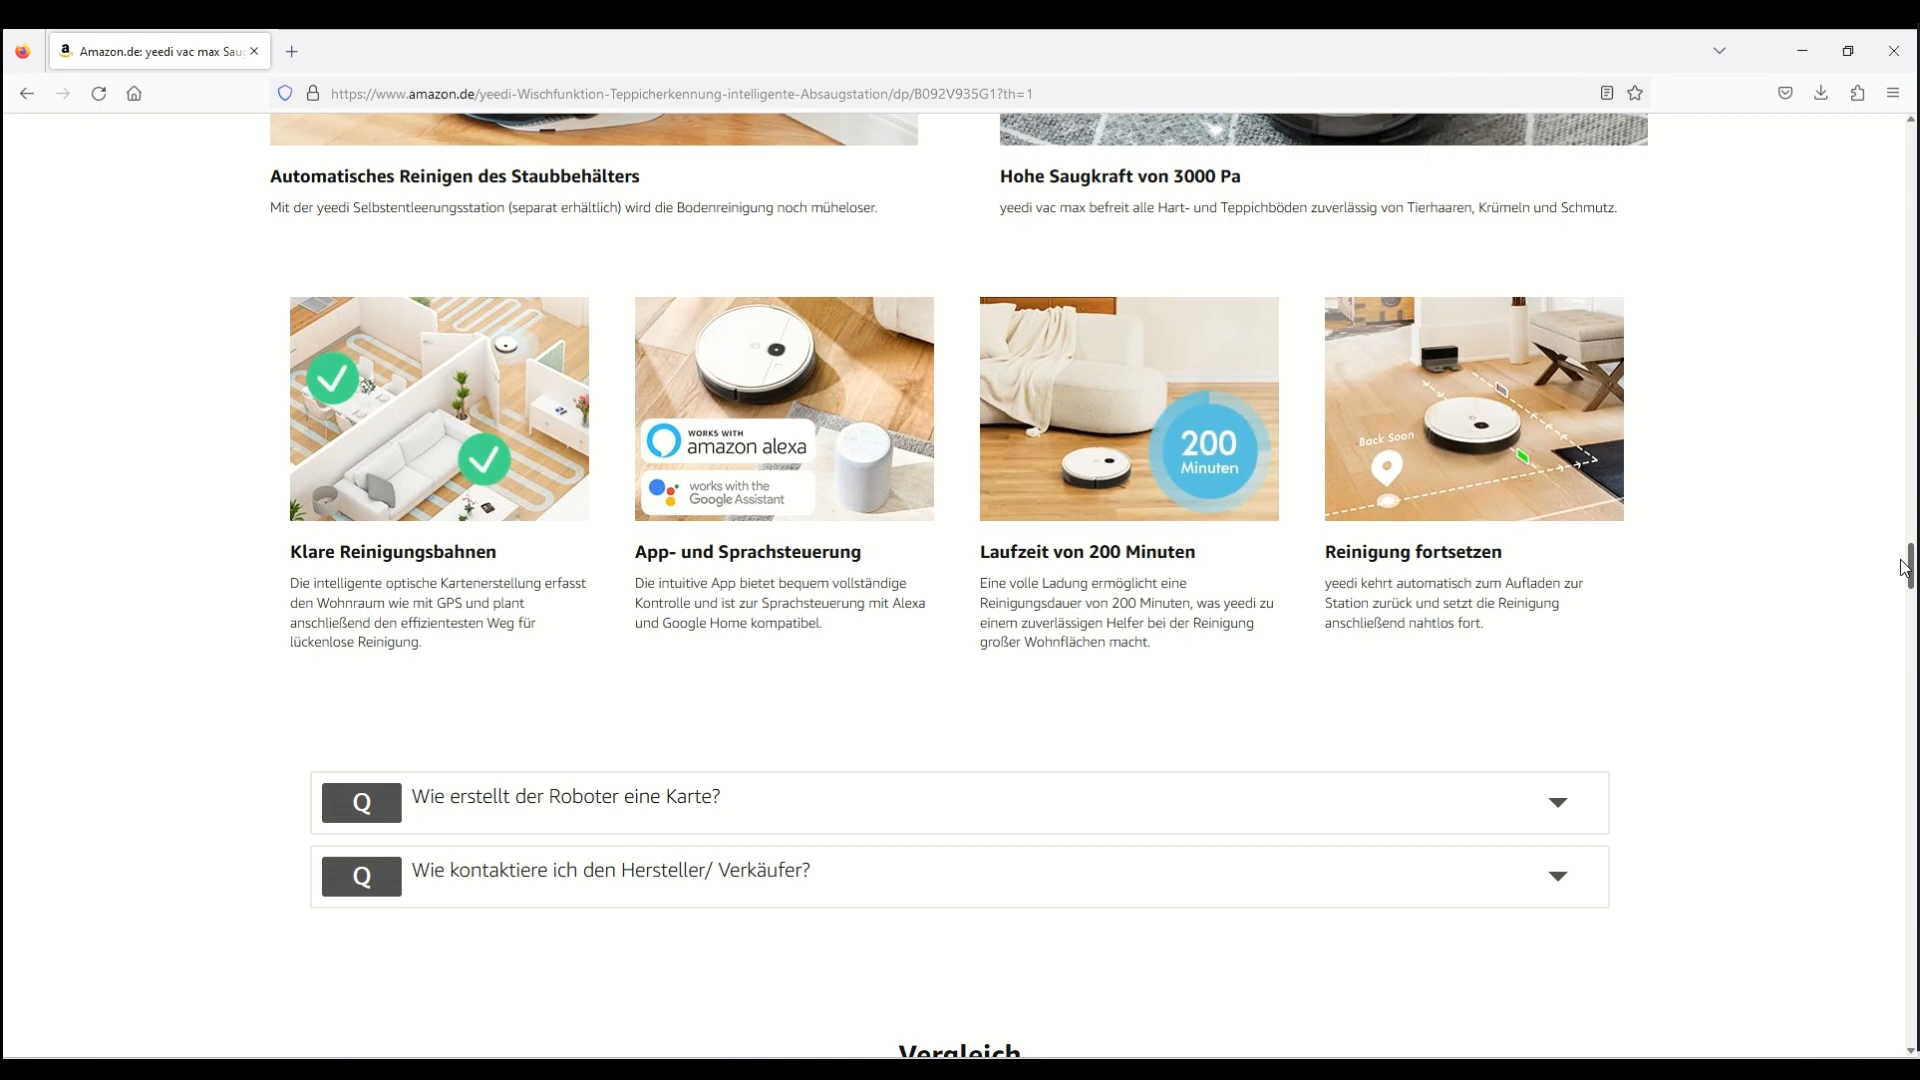 Amazon.de: yeedi vac max Sau
https://www.amazon.de/yeedi-Wischfunktion-Teppicherkennung-intelligente-Absaugstation/dp/B092V935G1?th=1
Automatisches Reinigen des Staubbehälters
Mit der yeedi Selbstentleerungsstation (separat erhältlich) wird die Bodenreinigung noch müheloser.
Hohe Saugkraft von 3000 Pa
yeedi vac max befreit alle Hart- und Teppichböden zuverlässig von Tierhaaren, Krümeln und Schmutz.
WORKS WITH
amazon alexa
works with the
Google Assistant
200
Minuten
Back Soon
Klare Reinigungsbahnen
Die intelligente optische Kartenerstellung erfasst
den Wohnraum wie mit GPS und plant
anschließend den effizientesten Weg für
lückenlose Reinigung.
App- und Sprachsteuerung
Die intuitive App bietet bequem vollständige
Kontrolle und ist zur Sprachsteuerung mit Alexa
und Google Home kompatibel.
Laufzeit von 200 Minuten
Eine volle Ladung ermöglicht eine
Reinigungsdauer von 200 Minuten, was yeedi zu
einem zuverlässigen Helfer bei der Reinigung
großer Wohnflächen macht.
Reinigung fortsetzen
yeedi kehrt automatisch zum Aufladen zur
Station zurück und setzt die Reinigung
anschließend nahtlos fort.
Q Wie erstellt der Roboter eine Karte?
Q Wie kontaktiere ich den Hersteller/ Verkäufer?
Vergleich